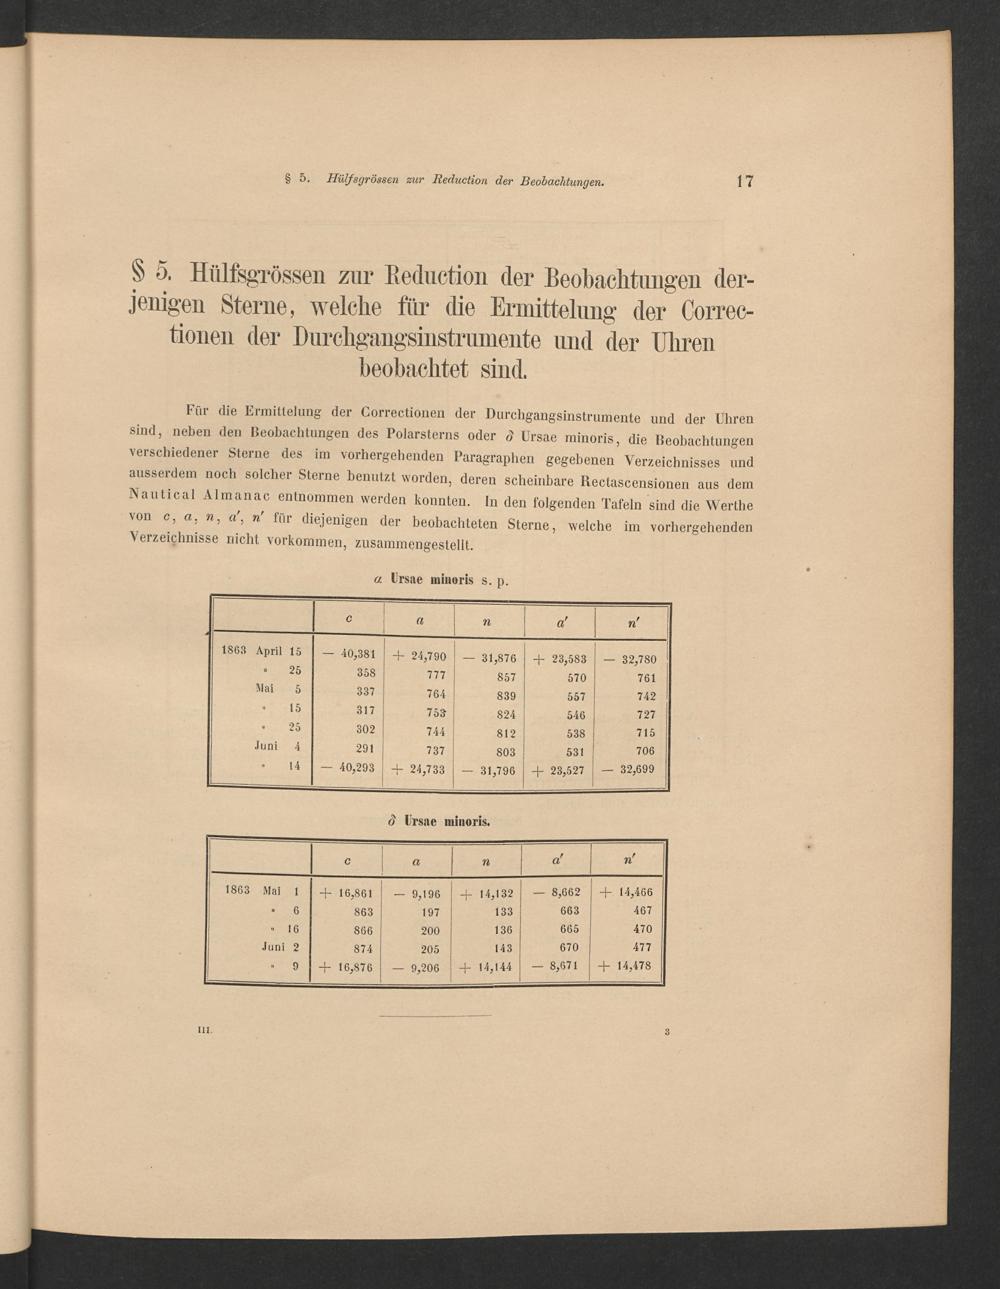 § 5. Hülfsgrössen zur Reduction der Beobachtungen. 17
§ 5. Hülfsgrössen zur Reduction der Beobachtungen der-
jenigen Sterne, welche für die Ermittelung der Correc-
tionen der Durchgangsinstrumente und der Uhren
beobachtet sind.
Für die Ermittelung der Correctionen der Durchgangsinstrumente und der Uhren
sind, neben den Beobachtungen des Polarsterns oder δ Ursae minoris, die Beobachtungen
verschiedener Sterne des im vorhergehenden Paragraphen gegebenen Verzeichnisses und
ausserdem noch solcher Sterne benutzt worden, deren scheinbare Rectascensionen aus dem
Nautical Almanac entnommen werden konnten. In den folgenden Tafeln sind die Werthe
von c, a, n, a′, n′ für diejenigen der beobachteten Sterne, welche im vorhergehenden
Verzeichnisse nicht vorkommen, zusammengestellt.
α Ursae minoris s. p.
c a n a′ n′
1863 April 15 — 40,381 + 24,790 — 31,876 + 23,583 — 32,780
" 25 358 777 857 570 761
Mai 5 337 764 839 557 742
" 15 317 753 824 546 727
" 25 302 744 812 538 715
Juni 4 291 737 803 531 706
" 14 — 40,293 + 24,733 — 31,796 + 23,527 — 32,699
δ Ursae minoris.
c a n a′ n′
1863 Mai 1 + 16,861 — 9,196 + 14,132 — 8,662 + 14,466
" 6 863 197 133 663 467
" 16 866 200 136 665 470
Juni 2 874 205 143 670 477
" 9 + 16,876 — 9,206 + 14,144 — 8,671 + 14,478
III. 3